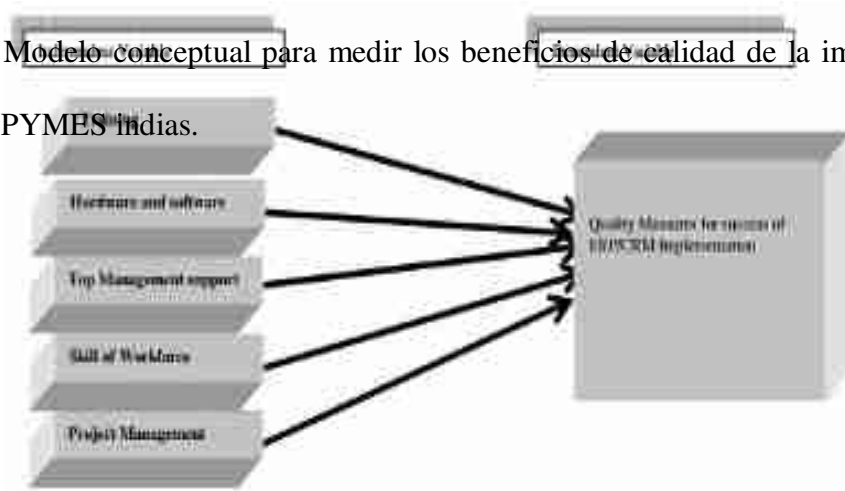 Modelo conceptual para medir los beneficios de calidad de la im
PYMES indias.
Hardware and software
Top Management support
Skill of Workforce
Project Management
Quality Measures for success of
ERP/CRM Implementation